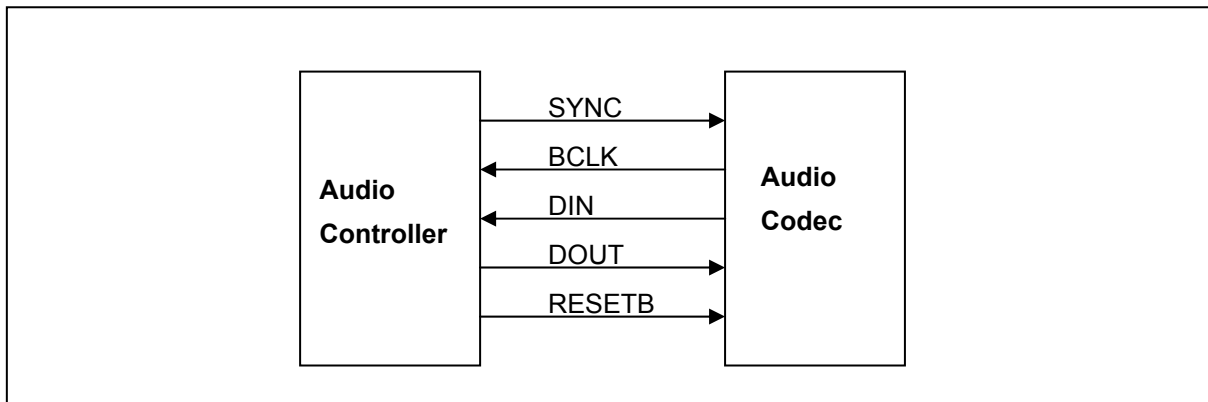 Audio
Controller
SYNC
BCLK
DIN
DOUT
RESETB
Audio
Codec